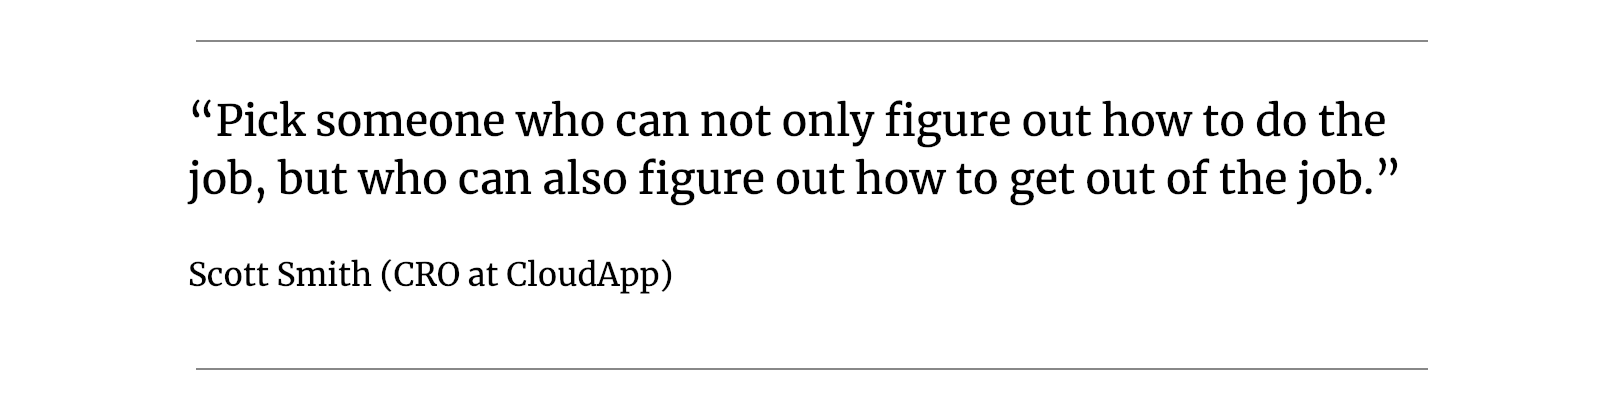 “Pick someone who can not only figure out how to do the
job, but who can also figure out how to get out of the job.”
Scott Smith (CRO at CloudApp)